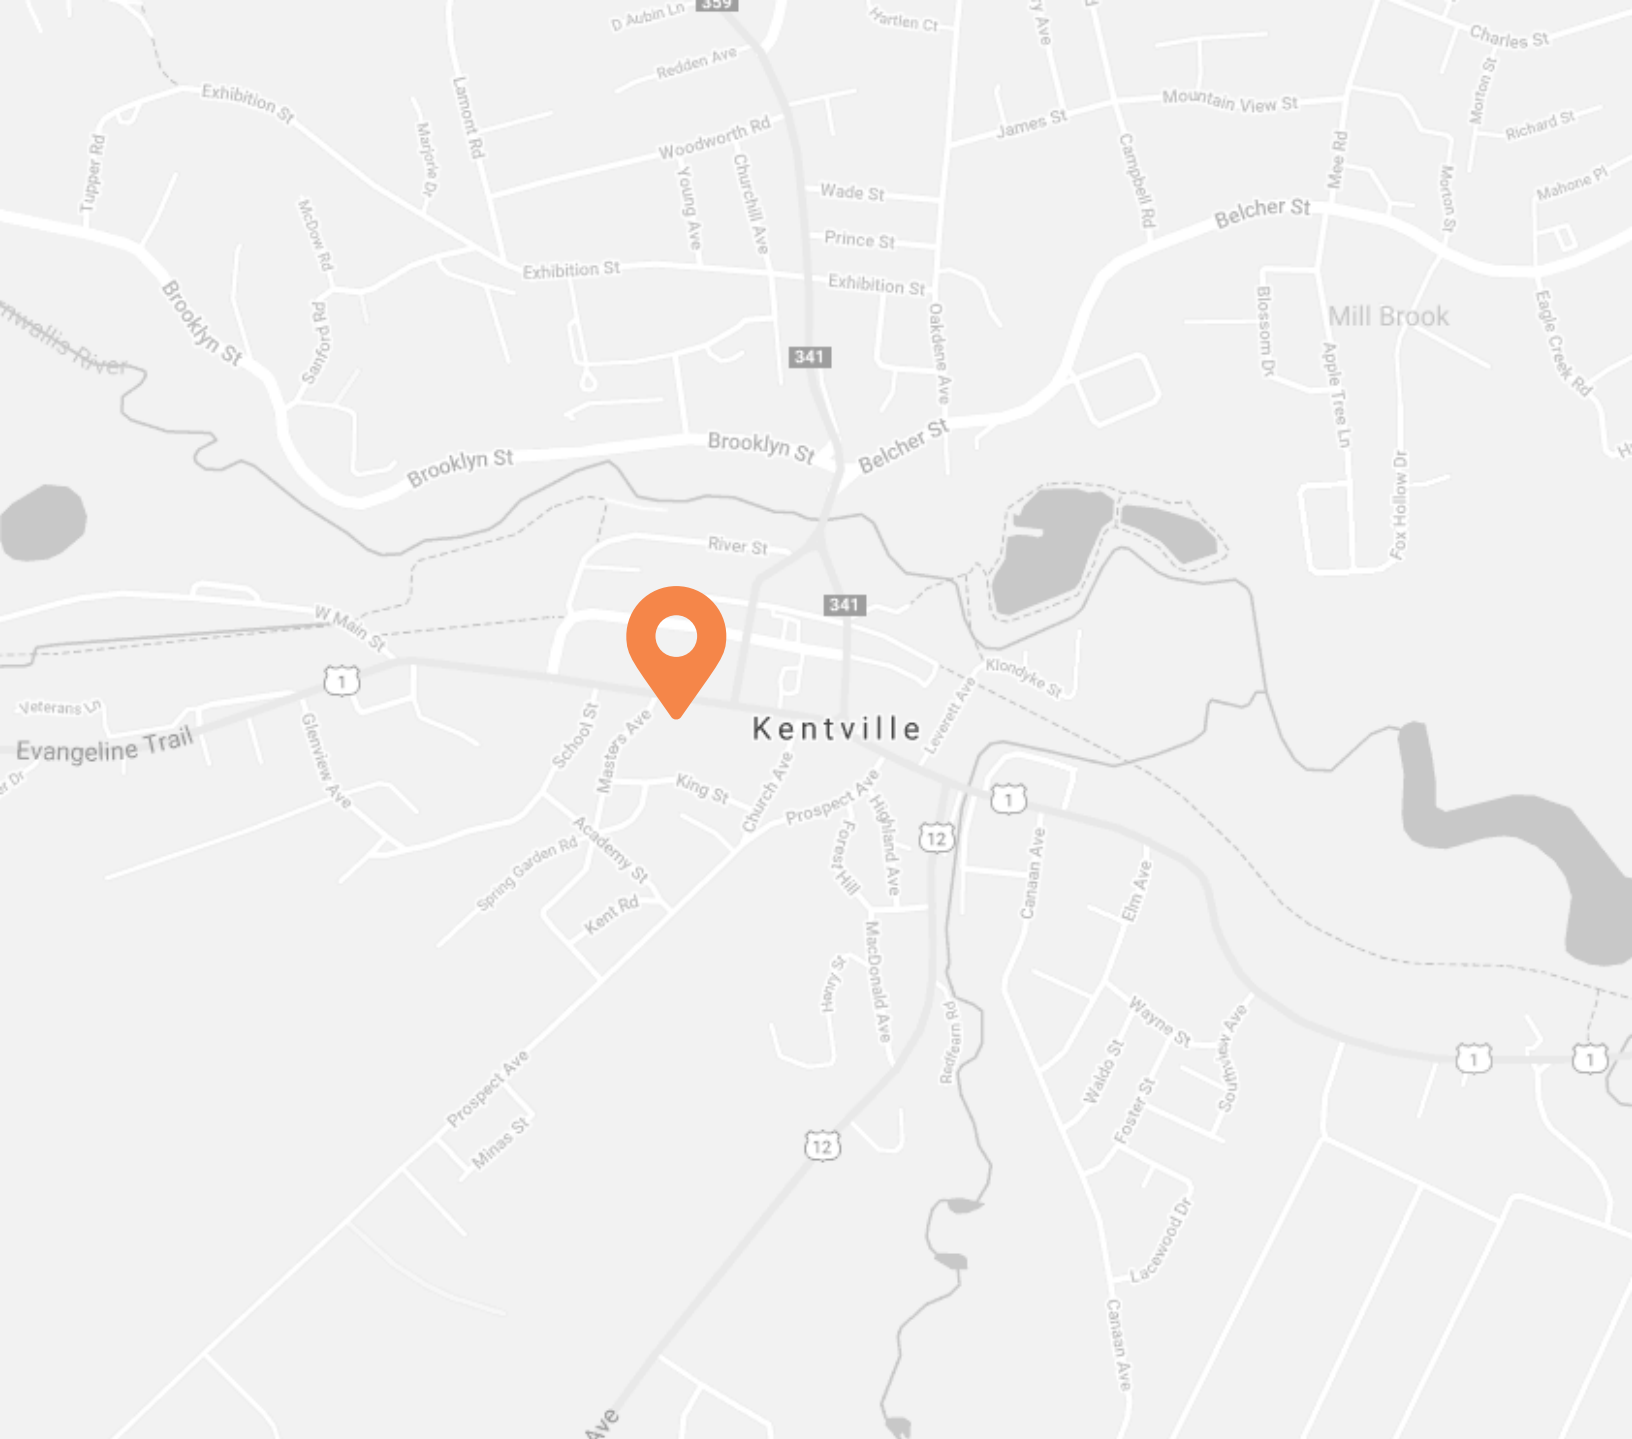 359
D Aubin Ln
Hartlen Ct
Charles St
Redden Ave
Lamont Rd
Exhibition St
Morton St
Mountain View St
Richard St
James St
Woodworth Rd
Marjorie Dr
Tupper Rd
Mee Rd
Campbell Rd
Young Ave
Churchill Ave
Wade St
Mahone Pl
Morton St
Belcher St
McDow Rd
Prince St
Exhibition St
Exhibition St
Brooklyn St
Blossom Dr
Mill Brook
Eagle Creek Rd
Sanford Rd
Oakdene Ave
Apple Tree Ln
River
341
Brooklyn St
Belcher St
Brooklyn St
Fox Hollow Dr
River St
341
W Main St
Klondyke St
1
Veterans Ln
Leverett Ave
School St
Masters Ave
Kentville
Evangeline Trail
Glenview Ave
King St
Church Ave
Prospect Ave
1
Highland Ave
12
Forest Hill
Academy St
Spring Garden Rd
Canaan Ave
Elm Ave
Kent Rd
MacDonald Ave
Henry St
Wayne St
Redfearn Rd
Southview Ave
Waldo St
1
1
Prospect Ave
Foster St
Minas St
12
Lacewood Dr
Canaan Ave
Ave